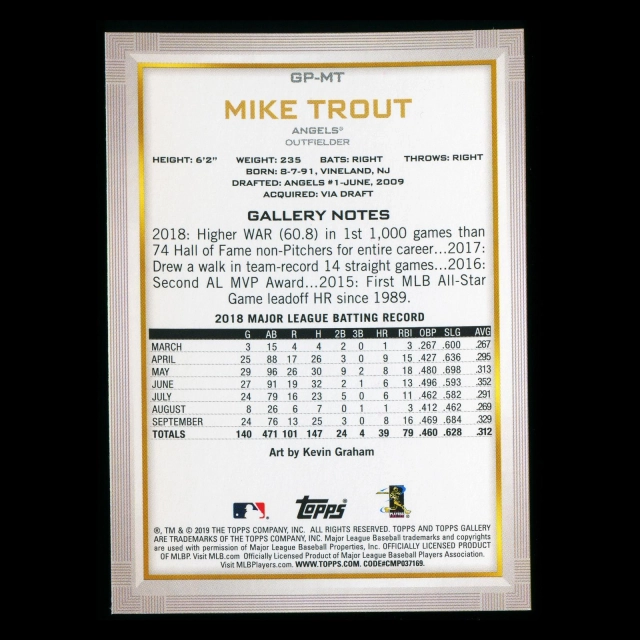 GP-MT
MIKE TROUT
ANGELS®
OUTFIELDER
HEIGHT: 6'2" WEIGHT: 235 BATS: RIGHT THROWS: RIGHT
BORN: 8-7-91, VINELAND, NJ
DRAFTED: ANGELS #1-JUNE, 2009
ACQUIRED: VIA DRAFT
GALLERY NOTES
2018: Higher WAR (60.8) in 1st 1,000 games than
74 Hall of Fame non-Pitchers for entire career...2017:
Drew a walk in team-record 14 straight games...2016:
Second AL MVP Award...2015: First MLB All-Star
Game leadoff HR since 1989.
2018 MAJOR LEAGUE BATTING RECORD
G AB R H 2B 3B HR RBI OBP SLG AVG
MARCH 3 15 4 4 2 0 1 3 .267 .600 .267
APRIL 25 88 17 26 3 0 9 15 .427 .636 .295
MAY 29 96 26 30 9 2 8 18 .480 .698 .313
JUNE 27 91 19 32 2 1 6 13 .496 .593 .352
JULY 24 79 16 23 5 0 6 11 .462 .582 .291
AUGUST 8 26 6 7 0 1 1 3 .412 .462 .269
SEPTEMBER 24 76 13 25 3 0 8 16 .469 .684 .329
TOTALS 140 471 101 147 24 4 39 79 .460 .628 .312
Art by Kevin Graham
Topps
®, TM & © 2019 THE TOPPS COMPANY, INC. ALL RIGHTS RESERVED. TOPPS AND TOPPS GALLERY
ARE TRADEMARKS OF THE TOPPS COMPANY, INC. Major League Baseball trademarks and copyrights
are used with permission of Major League Baseball Properties, Inc. OFFICIALLY LICENSED PRODUCT
OF MLBP. Visit MLB.com Officially Licensed Product of Major League Baseball Players Association.
Visit MLBPlayers.com. WWW.TOPPS.COM. CODE#CMP037169.